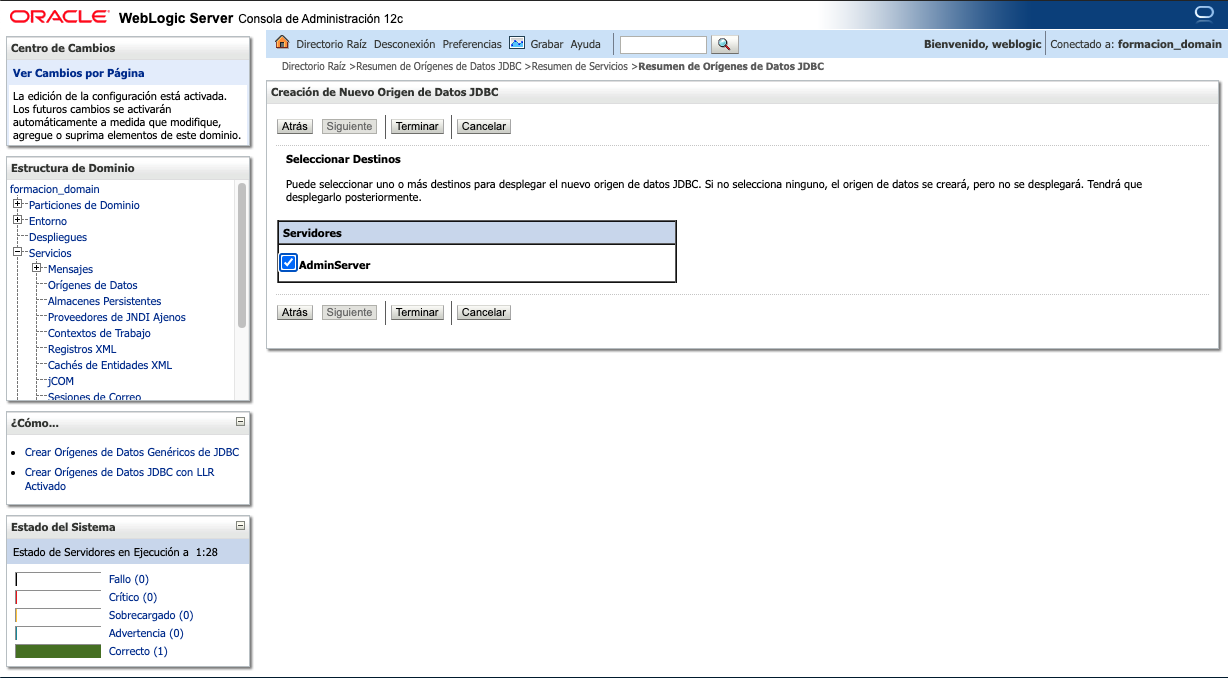 ORACLE WebLogic Server Consola de Administración 12c
Centro de Cambios
Ver Cambios por Página
La edición de la configuración está activada.
Los futuros cambios se activarán
automáticamente a medida que modifique,
agregue o suprima elementos de este dominio.
Estructura de Dominio
formacion_domain
Particiones de Dominio
Entorno
Despliegues
Servicios
Mensajes
Orígenes de Datos
Almacenes Persistentes
Proveedores de JNDI Ajenos
Contextos de Trabajo
Registros XML
Cachés de Entidades XML
jCOM
Sesiones de Correo
¿Cómo...
Crear Orígenes de Datos Genéricos de JDBC
Crear Orígenes de Datos JDBC con LLR
Activado
Estado del Sistema
Estado de Servidores en Ejecución a 1:28
Fallo (0)
Crítico (0)
Sobrecargado (0)
Advertencia (0)
Correcto (1)
Directorio Raíz Desconexión Preferencias Grabar Ayuda
Bienvenido, weblogic Conectado a: formacion_domain
Directorio Raíz >Resumen de Orígenes de Datos JDBC >Resumen de Servicios >Resumen de Orígenes de Datos JDBC
Creación de Nuevo Origen de Datos JDBC
Atrás Siguiente Terminar Cancelar
Seleccionar Destinos
Puede seleccionar uno o más destinos para desplegar el nuevo origen de datos JDBC. Si no selecciona ninguno, el origen de datos se creará, pero no se desplegará. Tendrá que
desplegarlo posteriormente.
Servidores
AdminServer
Atrás Siguiente Terminar Cancelar